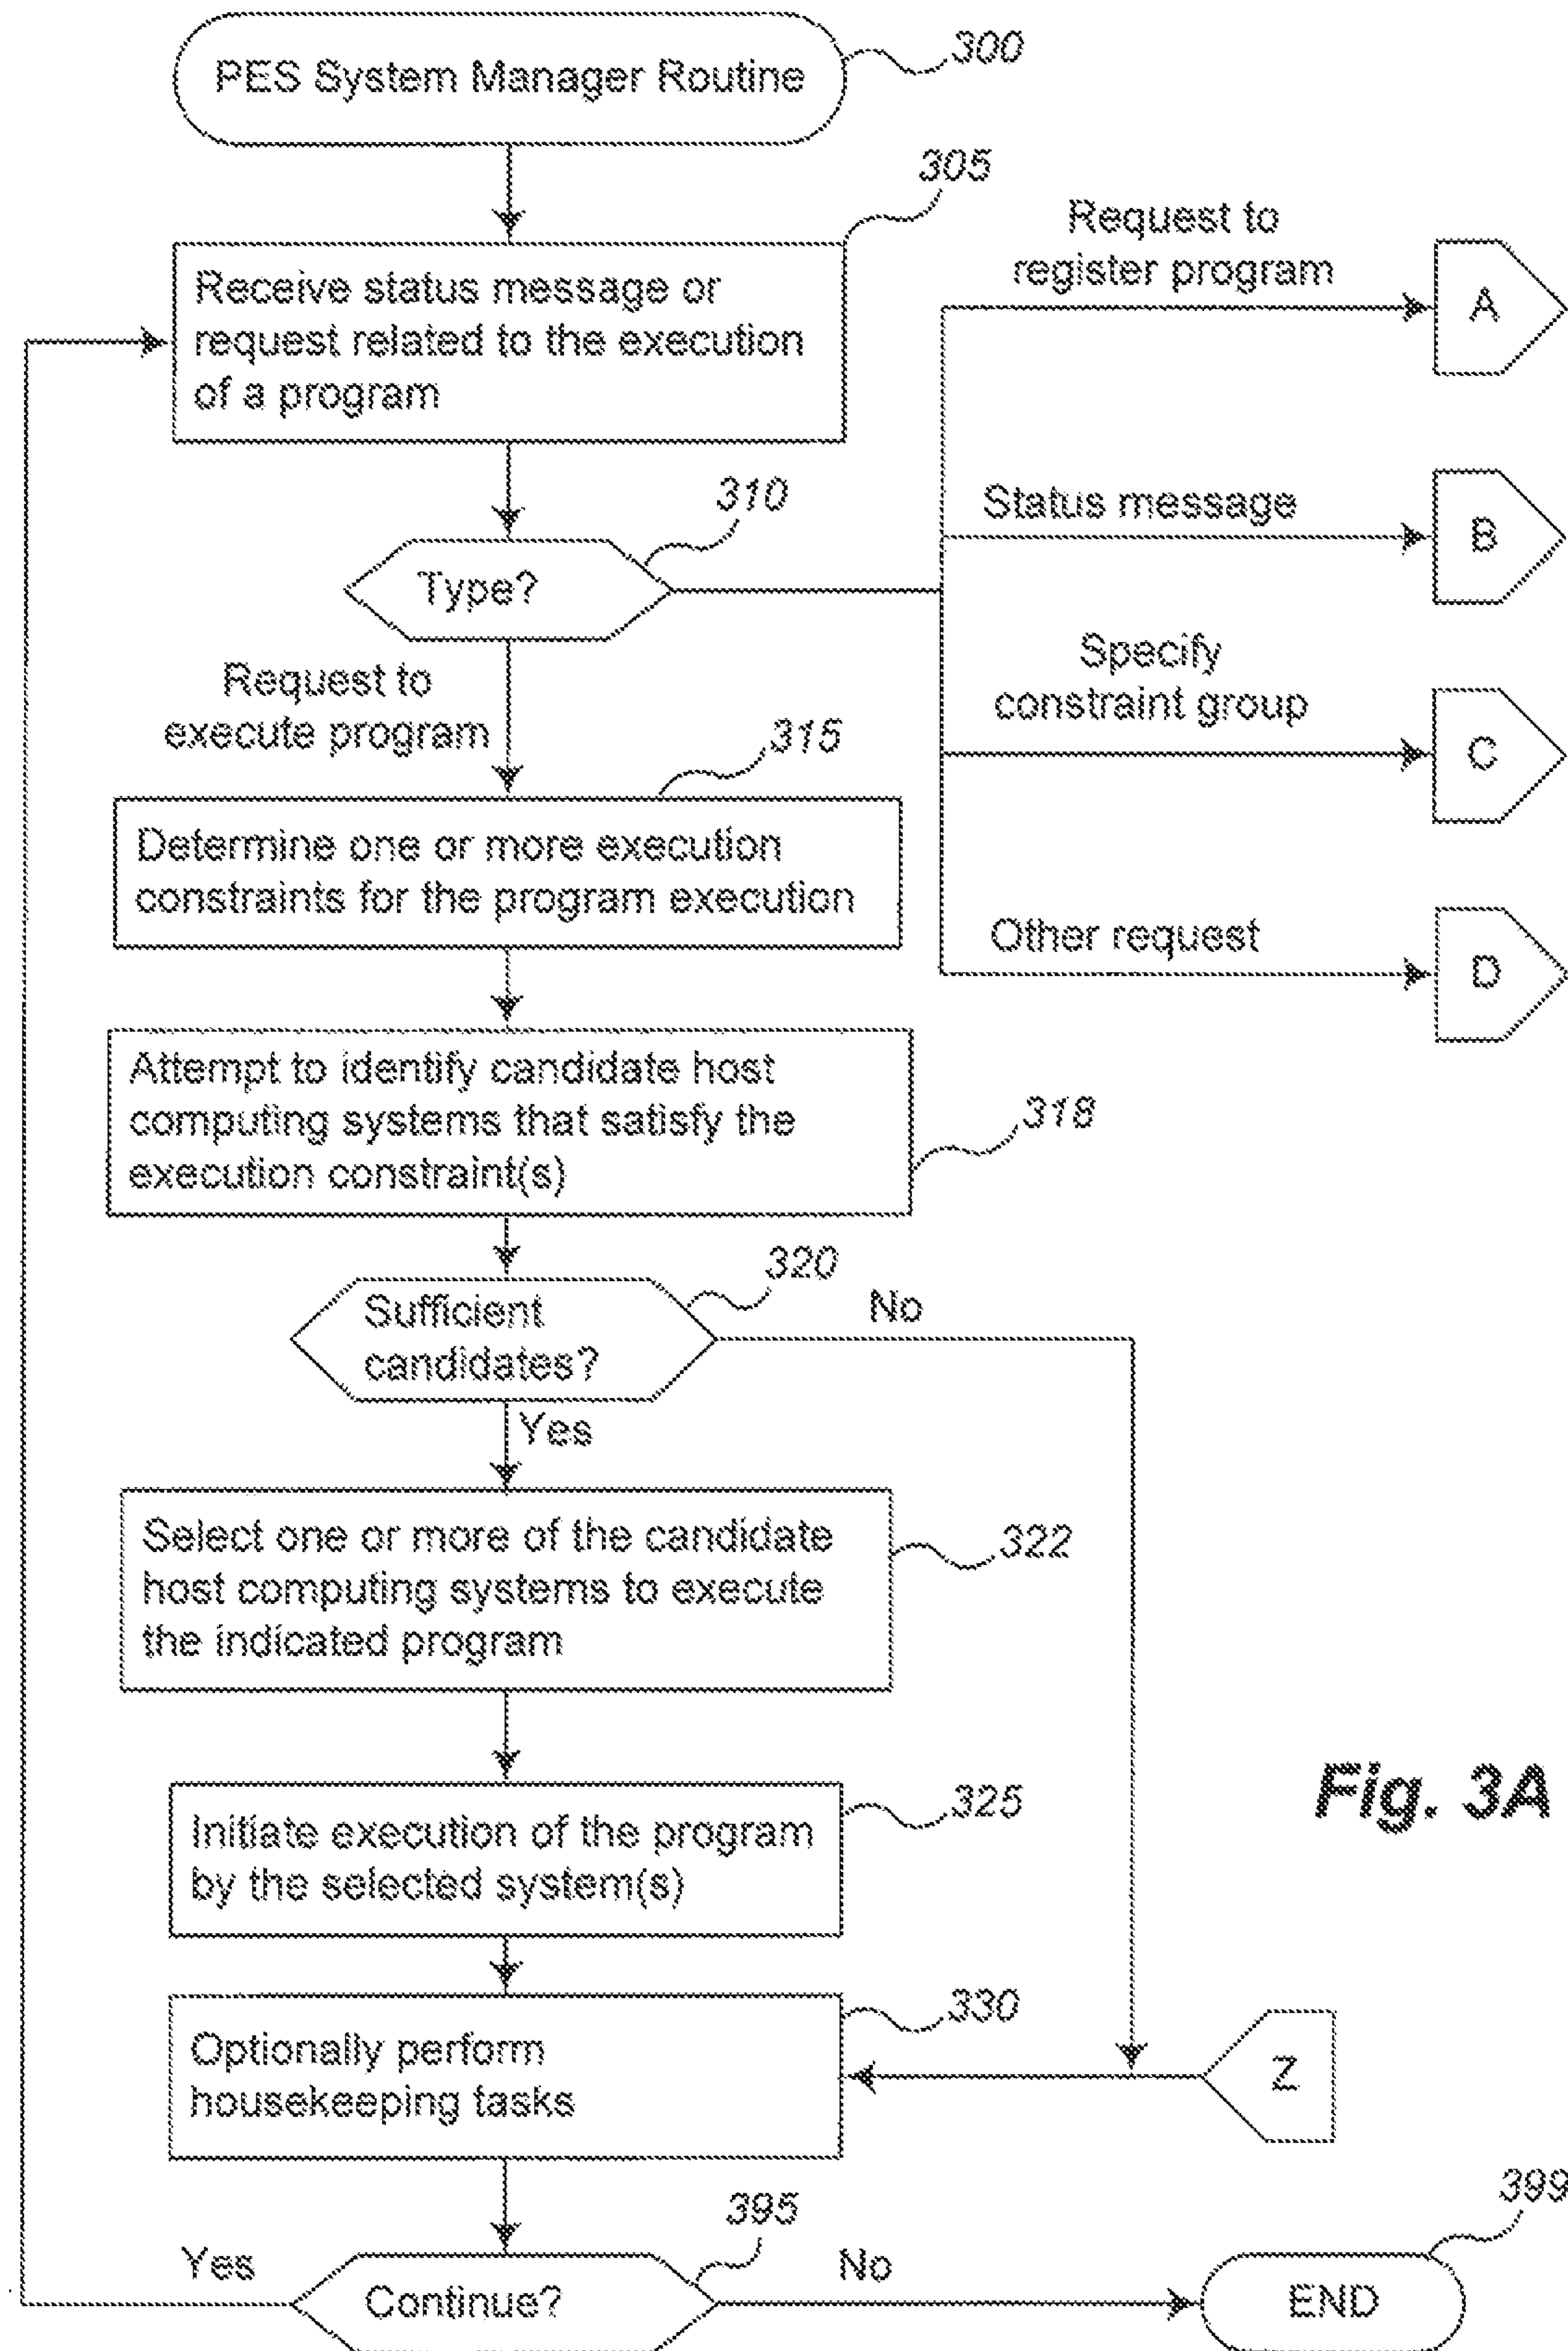 PES System Manager Routine
300
305
Receive status message or
request related to the execution
of a program
Request to
register program
A
310
Type?
Status message
B
Specify
constraint group
C
Other request
D
Request to
execute program
315
Determine one or more execution
constraints for the program execution
Attempt to identify candidate host
computing systems that satisfy the
execution constraint(s)
318
320
Sufficient
candidates?
No
Yes
Select one or more of the candidate
host computing systems to execute
the indicated program
322
Initiate execution of the program
by the selected system(s)
325
Fig. 3A
330
Optionally perform
housekeeping tasks
Z
395
Yes
Continue?
No
399
END